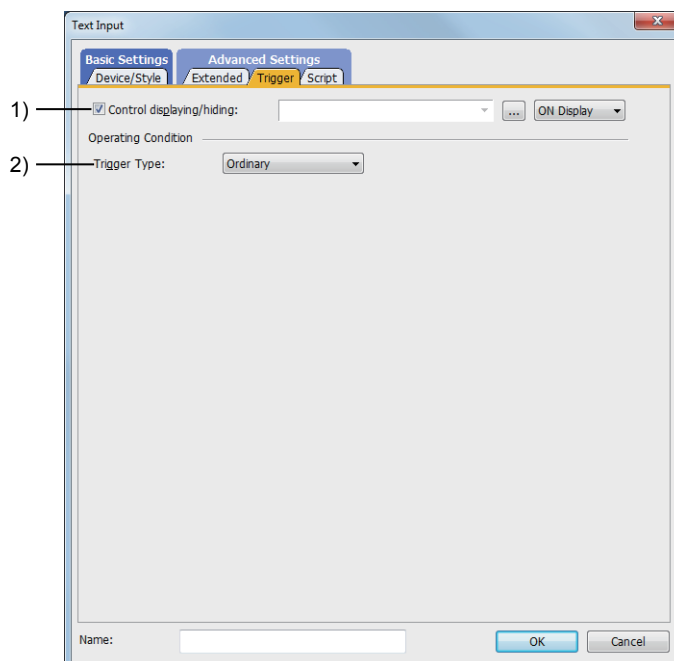 Text Input
Basic Settings Advanced Settings
Device/Style Extended Trigger Script
1) Control displaying/hiding: ... ON Display
Operating Condition
2) Trigger Type: Ordinary
Name: OK Cancel